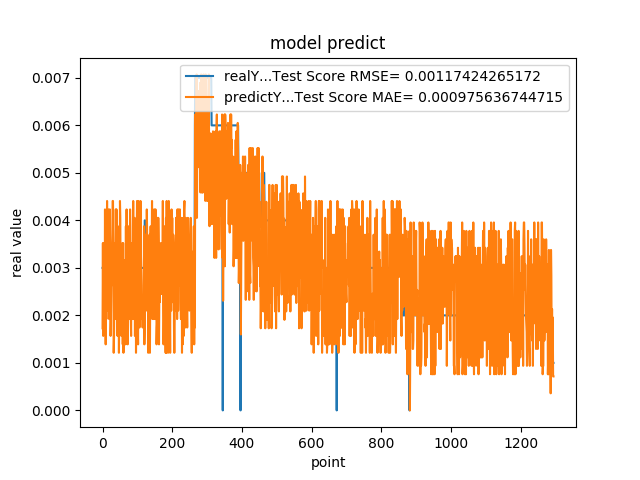 model predict
realY...Test Score RMSE= 0.00117424265172
predictY...Test Score MAE= 0.000975636744715
0.007
0.006
0.005
0.004
0.003
0.002
0.001
0.000
real value
0 200 400 600 800 1000 1200
point